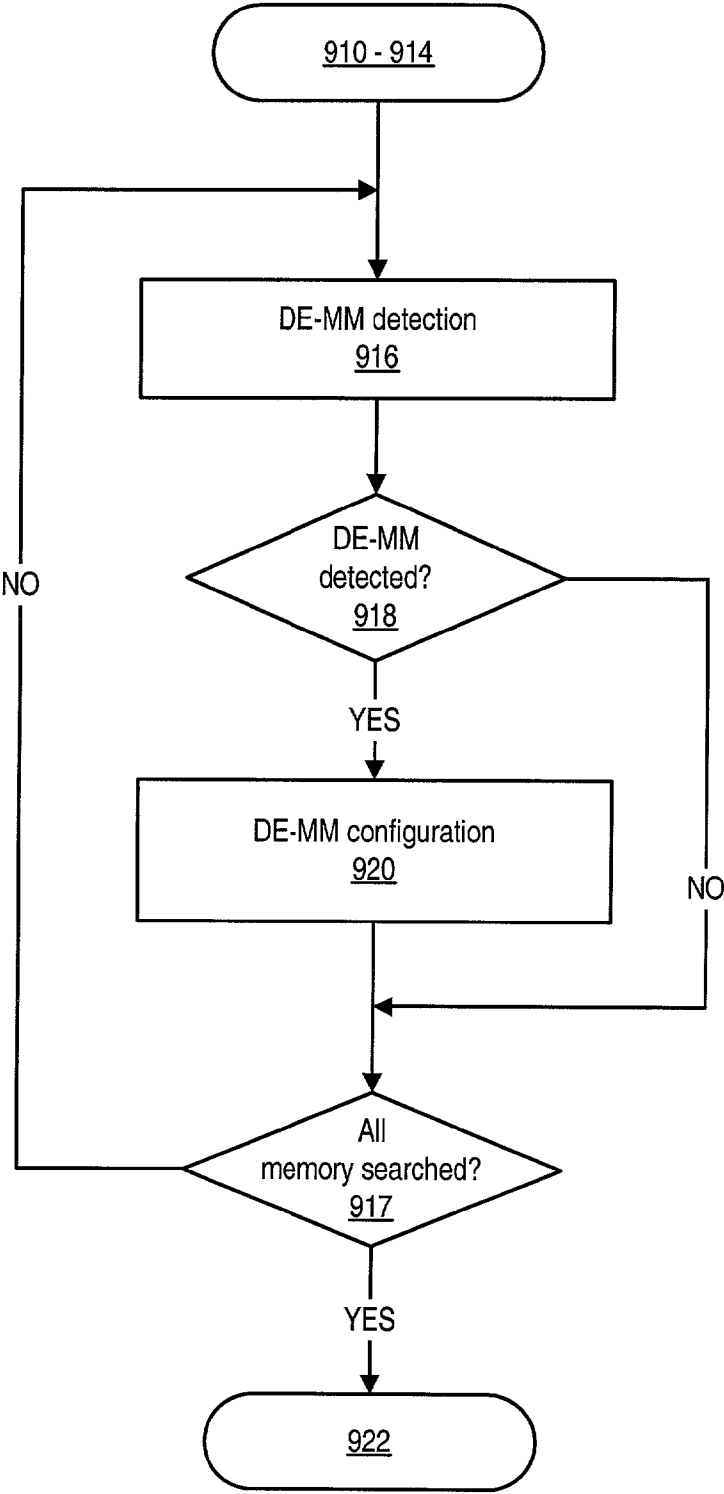 910 - 914
DE-MM detection
916
DE-MM
detected?
918
NO
YES
DE-MM configuration
920
NO
All
memory searched?
917
YES
922